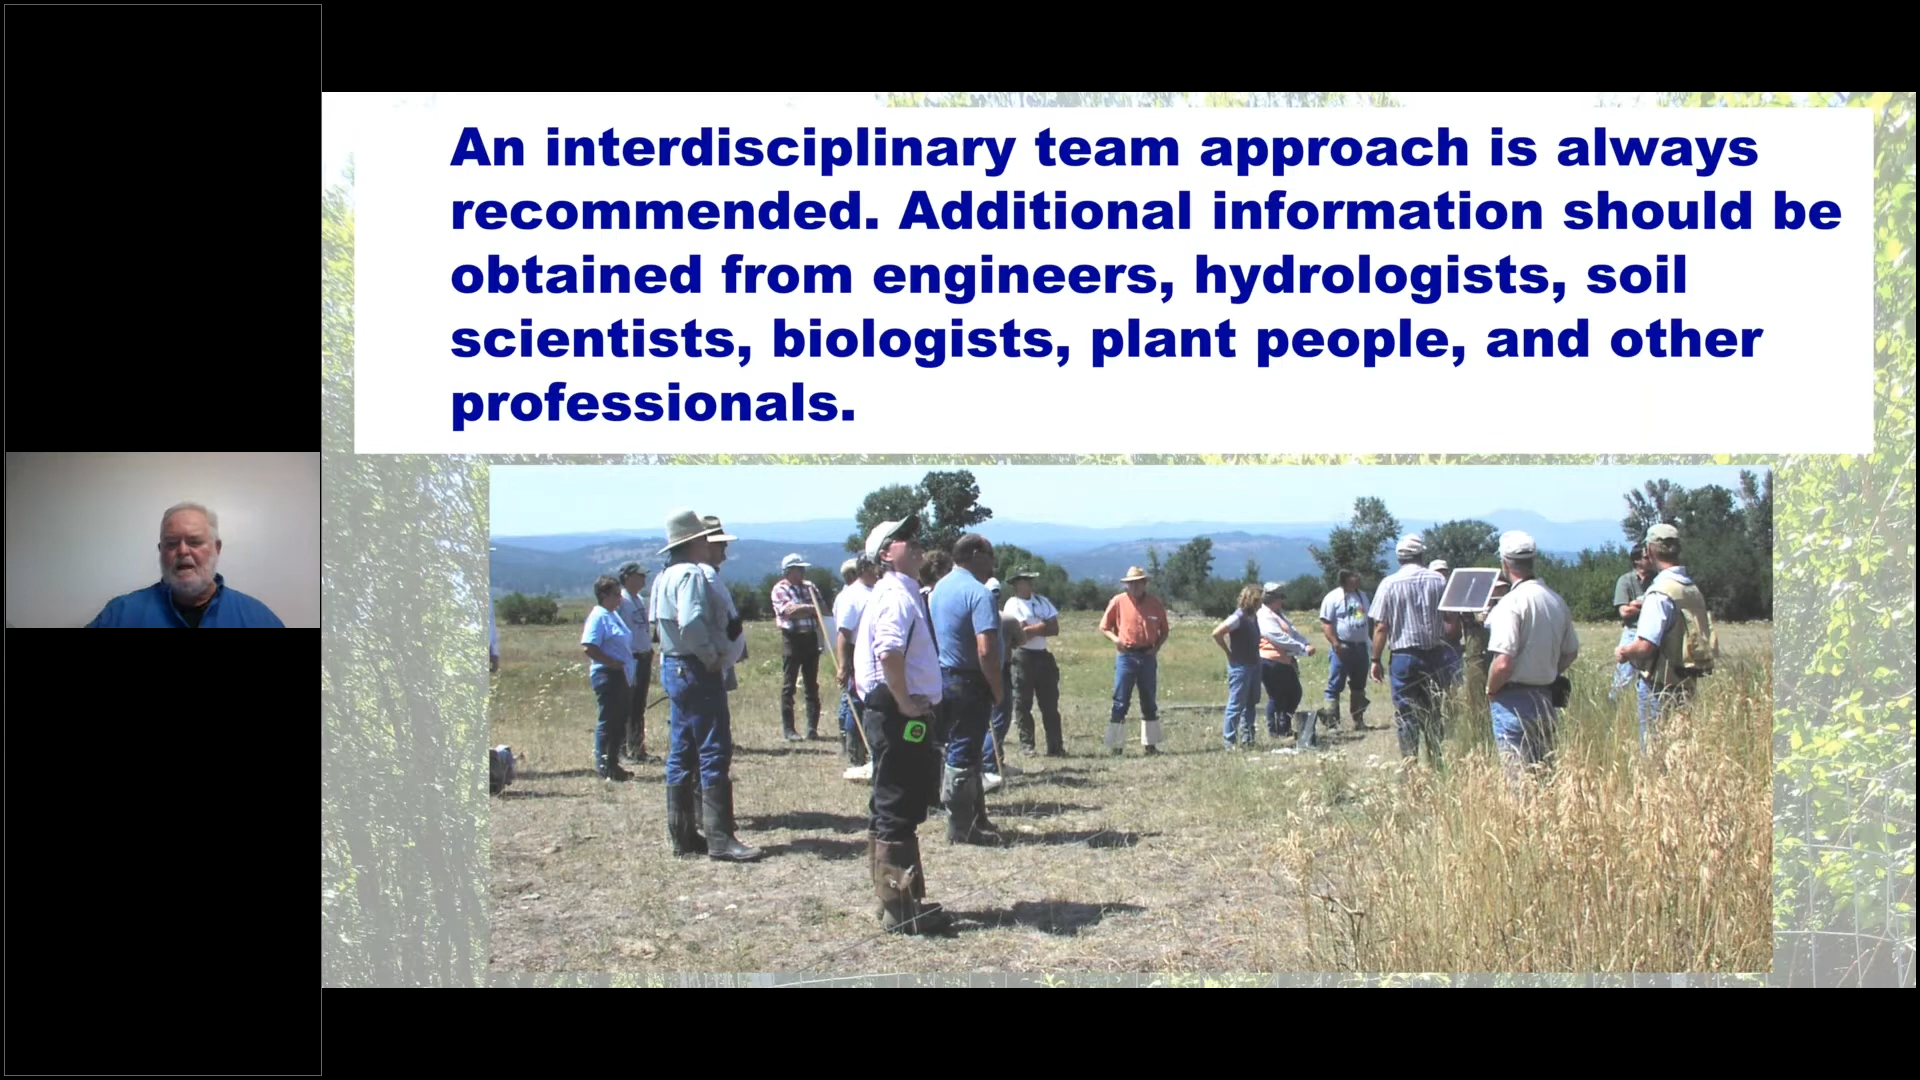 An interdisciplinary team approach is always
recommended. Additional information should be
obtained from engineers, hydrologists, soil
scientists, biologists, plant people, and other
professionals.